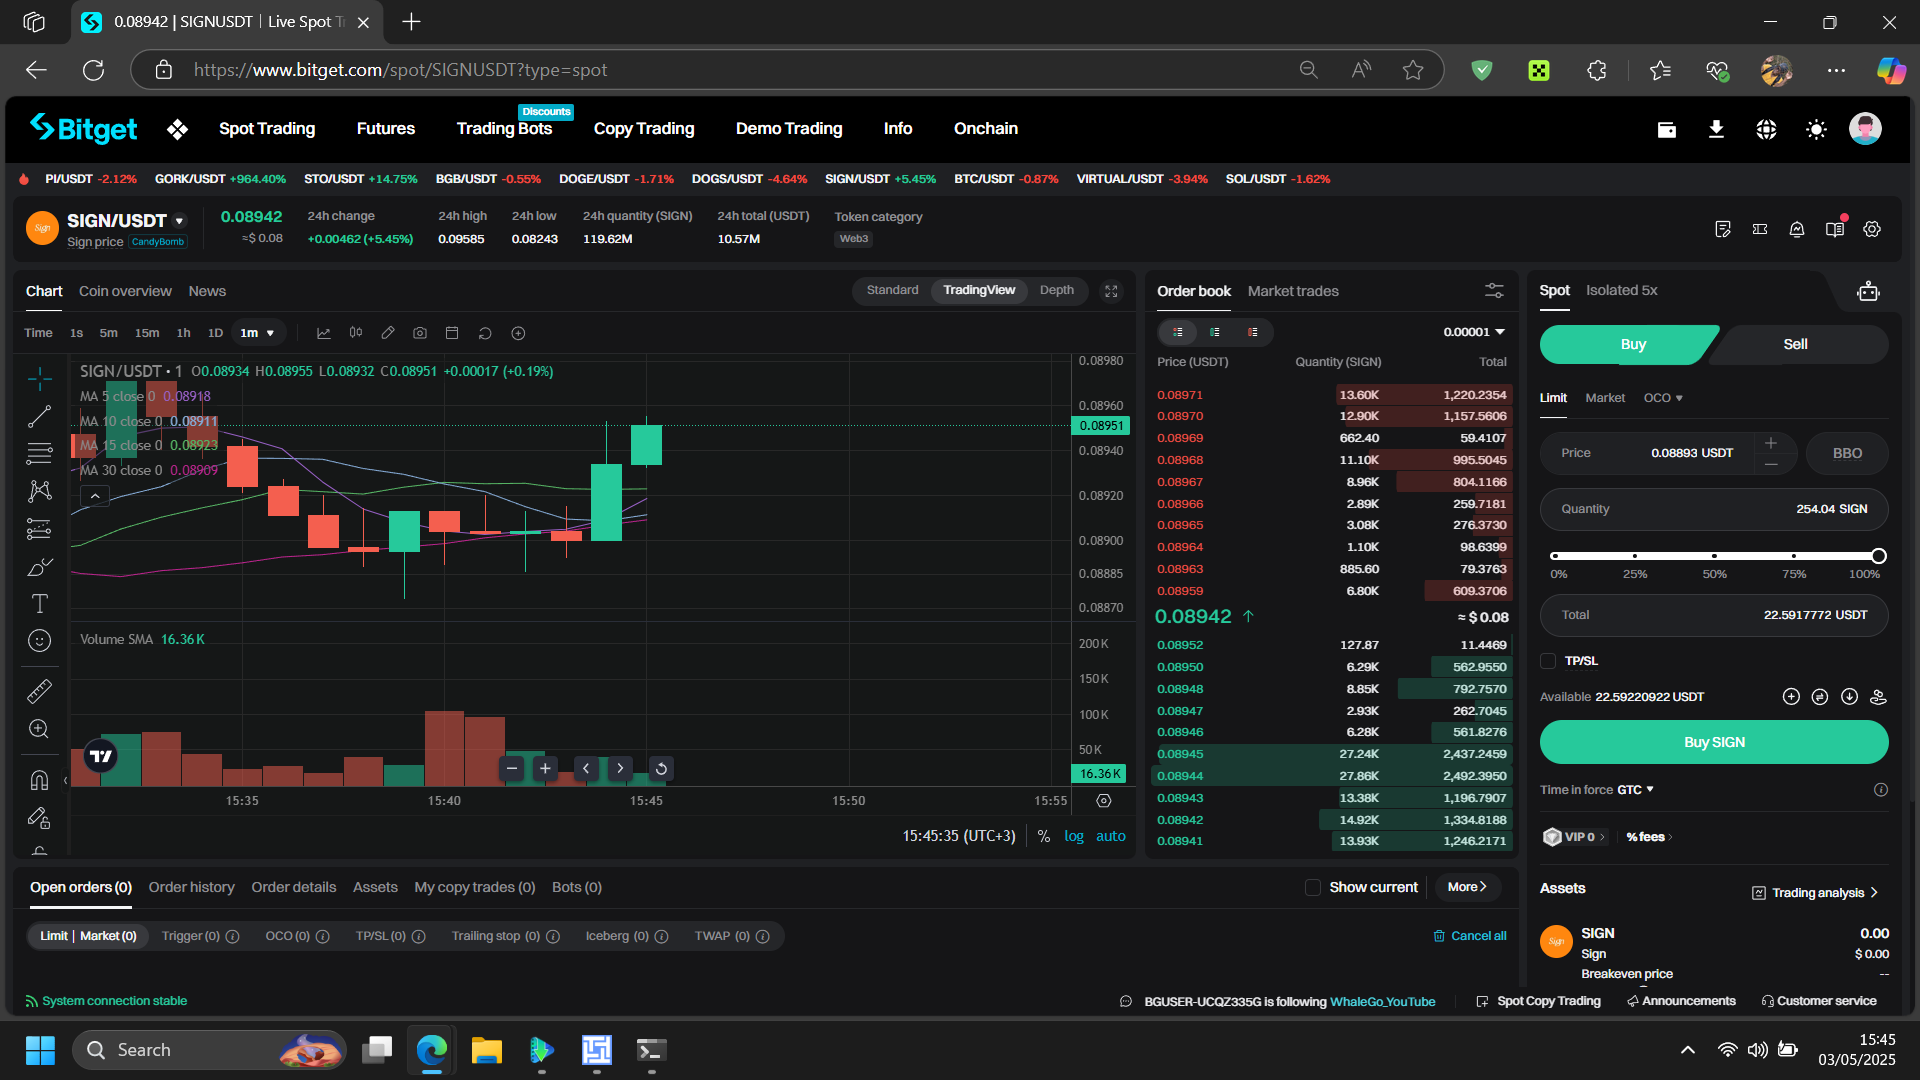 0.08942 | SIGNUSDT | Live Spot Tr
https://www.bitget.com/spot/SIGNUSDT?type=spot
Bitget
Spot Trading Futures Trading Bots Discounts Copy Trading Demo Trading Info Onchain
PI/USDT -2.12% GORK/USDT +964.40% STO/USDT +14.75% BGB/USDT -0.55% DOGE/USDT -1.71% DOGS/USDT -4.64% SIGN/USDT +5.45% BTC/USDT -0.87% VIRTUAL/USDT -3.94% SOL/USDT -1.62%
Sign SIGN/USDT 0.08942 24h change 24h high 24h low 24h quantity (SIGN) 24h total (USDT) Token category
Sign price CandyBomb ≈$ 0.08 +0.00462 (+5.45%) 0.09585 0.08243 119.62M 10.57M Web3
Chart Coin overview News Standard TradingView Depth
Time 1s 5m 15m 1h 1D 1m
SIGN/USDT • 1 O0.08934 H0.08955 L0.08932 C0.08951 +0.00017 (+0.19%)
MA 5 close 0 0.08918
MA 10 close 0 0.08911
MA 15 close 0 0.08923
MA 30 close 0 0.08909
0.08980
0.08960
0.08951
0.08940
0.08920
0.08900
0.08885
0.08870
Volume SMA 16.36K
200K
150K
100K
50K
16.36K
15:35 15:40 15:45 15:50 15:55
15:45:35 (UTC+3) % log auto
Order book Market trades
0.00001
Price (USDT) Quantity (SIGN) Total
0.08971 13.60K 1,220.2354
0.08970 12.90K 1,157.5606
0.08969 662.40 59.4107
0.08968 11.10K 995.5045
0.08967 8.96K 804.1166
0.08966 2.89K 259.7181
0.08965 3.08K 276.3730
0.08964 1.10K 98.6399
0.08963 885.60 79.3763
0.08959 6.80K 609.3706
0.08942 ↑ ≈ $ 0.08
0.08952 127.87 11.4469
0.08950 6.29K 562.9550
0.08948 8.85K 792.7570
0.08947 2.93K 262.7045
0.08946 6.28K 561.8276
0.08945 27.24K 2,437.2459
0.08944 27.86K 2,492.3950
0.08943 13.38K 1,196.7907
0.08942 14.92K 1,334.8188
0.08941 13.93K 1,246.2171
Spot Isolated 5x
Buy Sell
Limit Market OCO
Price 0.08893 USDT BBO
Quantity 254.04 SIGN
0% 25% 50% 75% 100%
Total 22.5917772 USDT
TP/SL
Available 22.59220922 USDT
Buy SIGN
Time in force GTC
VIP 0 % fees
Assets Trading analysis
Sign SIGN 0.00
Sign $ 0.00
Breakeven price --
Open orders (0) Order history Order details Assets My copy trades (0) Bots (0) Show current More
Limit | Market (0) Trigger (0) OCO (0) TP/SL (0) Trailing stop (0) Iceberg (0) TWAP (0) Cancel all
System connection stable BGUSER-UCQZ335G is following WhaleGo_YouTube Spot Copy Trading Announcements Customer service
Search
15:45
03/05/2025